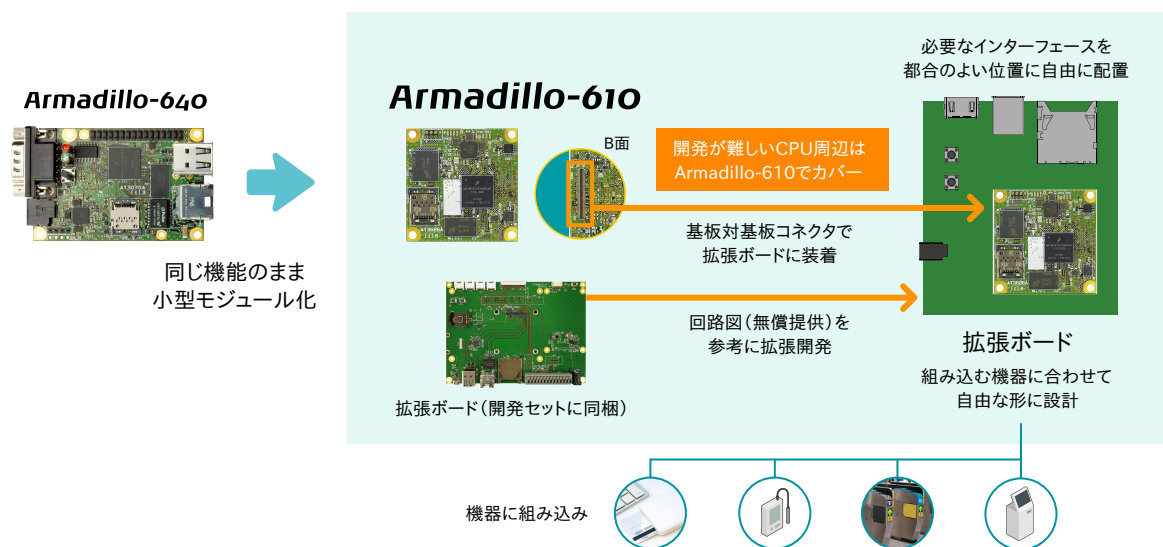 Armadillo-640
同じ機能のまま
小型モジュール化
Armadillo-610
B面
開発が難しいCPU周辺は
Armadillo-610でカバー
基板対基板コネクタで
拡張ボードに装着
拡張ボード（開発セットに同梱）
回路図（無償提供）を
参考に拡張開発
必要なインターフェースを
都合のよい位置に自由に配置
拡張ボード
組み込む機器に合わせて
自由な形に設計
機器に組み込み